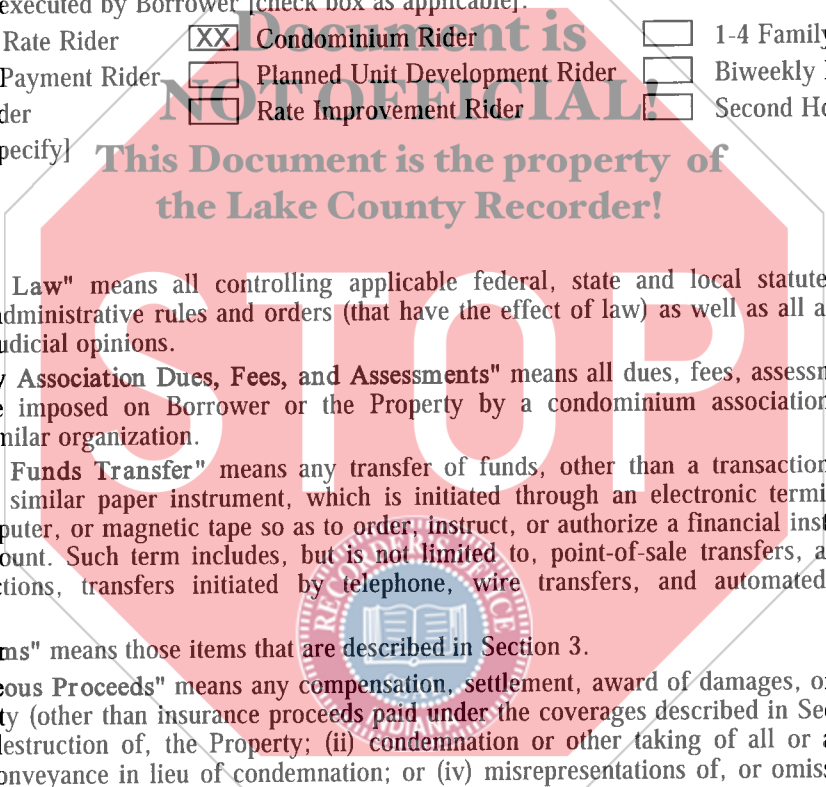 executed by Borrower [check box as applicable]:
Rate Rider XX Condominium Rider 1-4 Family
Payment Rider Planned Unit Development Rider Biweekly
der Rate Improvement Rider Second Ho
pecify]
Document is
NOT OFFICIAL!
This Document is the property of
the Lake County Recorder!
STOP
Law" means all controlling applicable federal, state and local statute
dministrative rules and orders (that have the effect of law) as well as all a
udicial opinions.
y Association Dues, Fees, and Assessments" means all dues, fees, assessm
e imposed on Borrower or the Property by a condominium association
milar organization.
Funds Transfer" means any transfer of funds, other than a transaction
similar paper instrument, which is initiated through an electronic termi
puter, or magnetic tape so as to order, instruct, or authorize a financial inst
ount. Such term includes, but is not limited to, point-of-sale transfers, a
ctions, transfers initiated by telephone, wire transfers, and automated
ms" means those items that are described in Section 3.
eous Proceeds" means any compensation, settlement, award of damages, o
ty (other than insurance proceeds paid under the coverages described in Sec
destruction of, the Property; (ii) condemnation or other taking of all or a
onveyance in lieu of condemnation; or (iv) misrepresentations of, or omiss